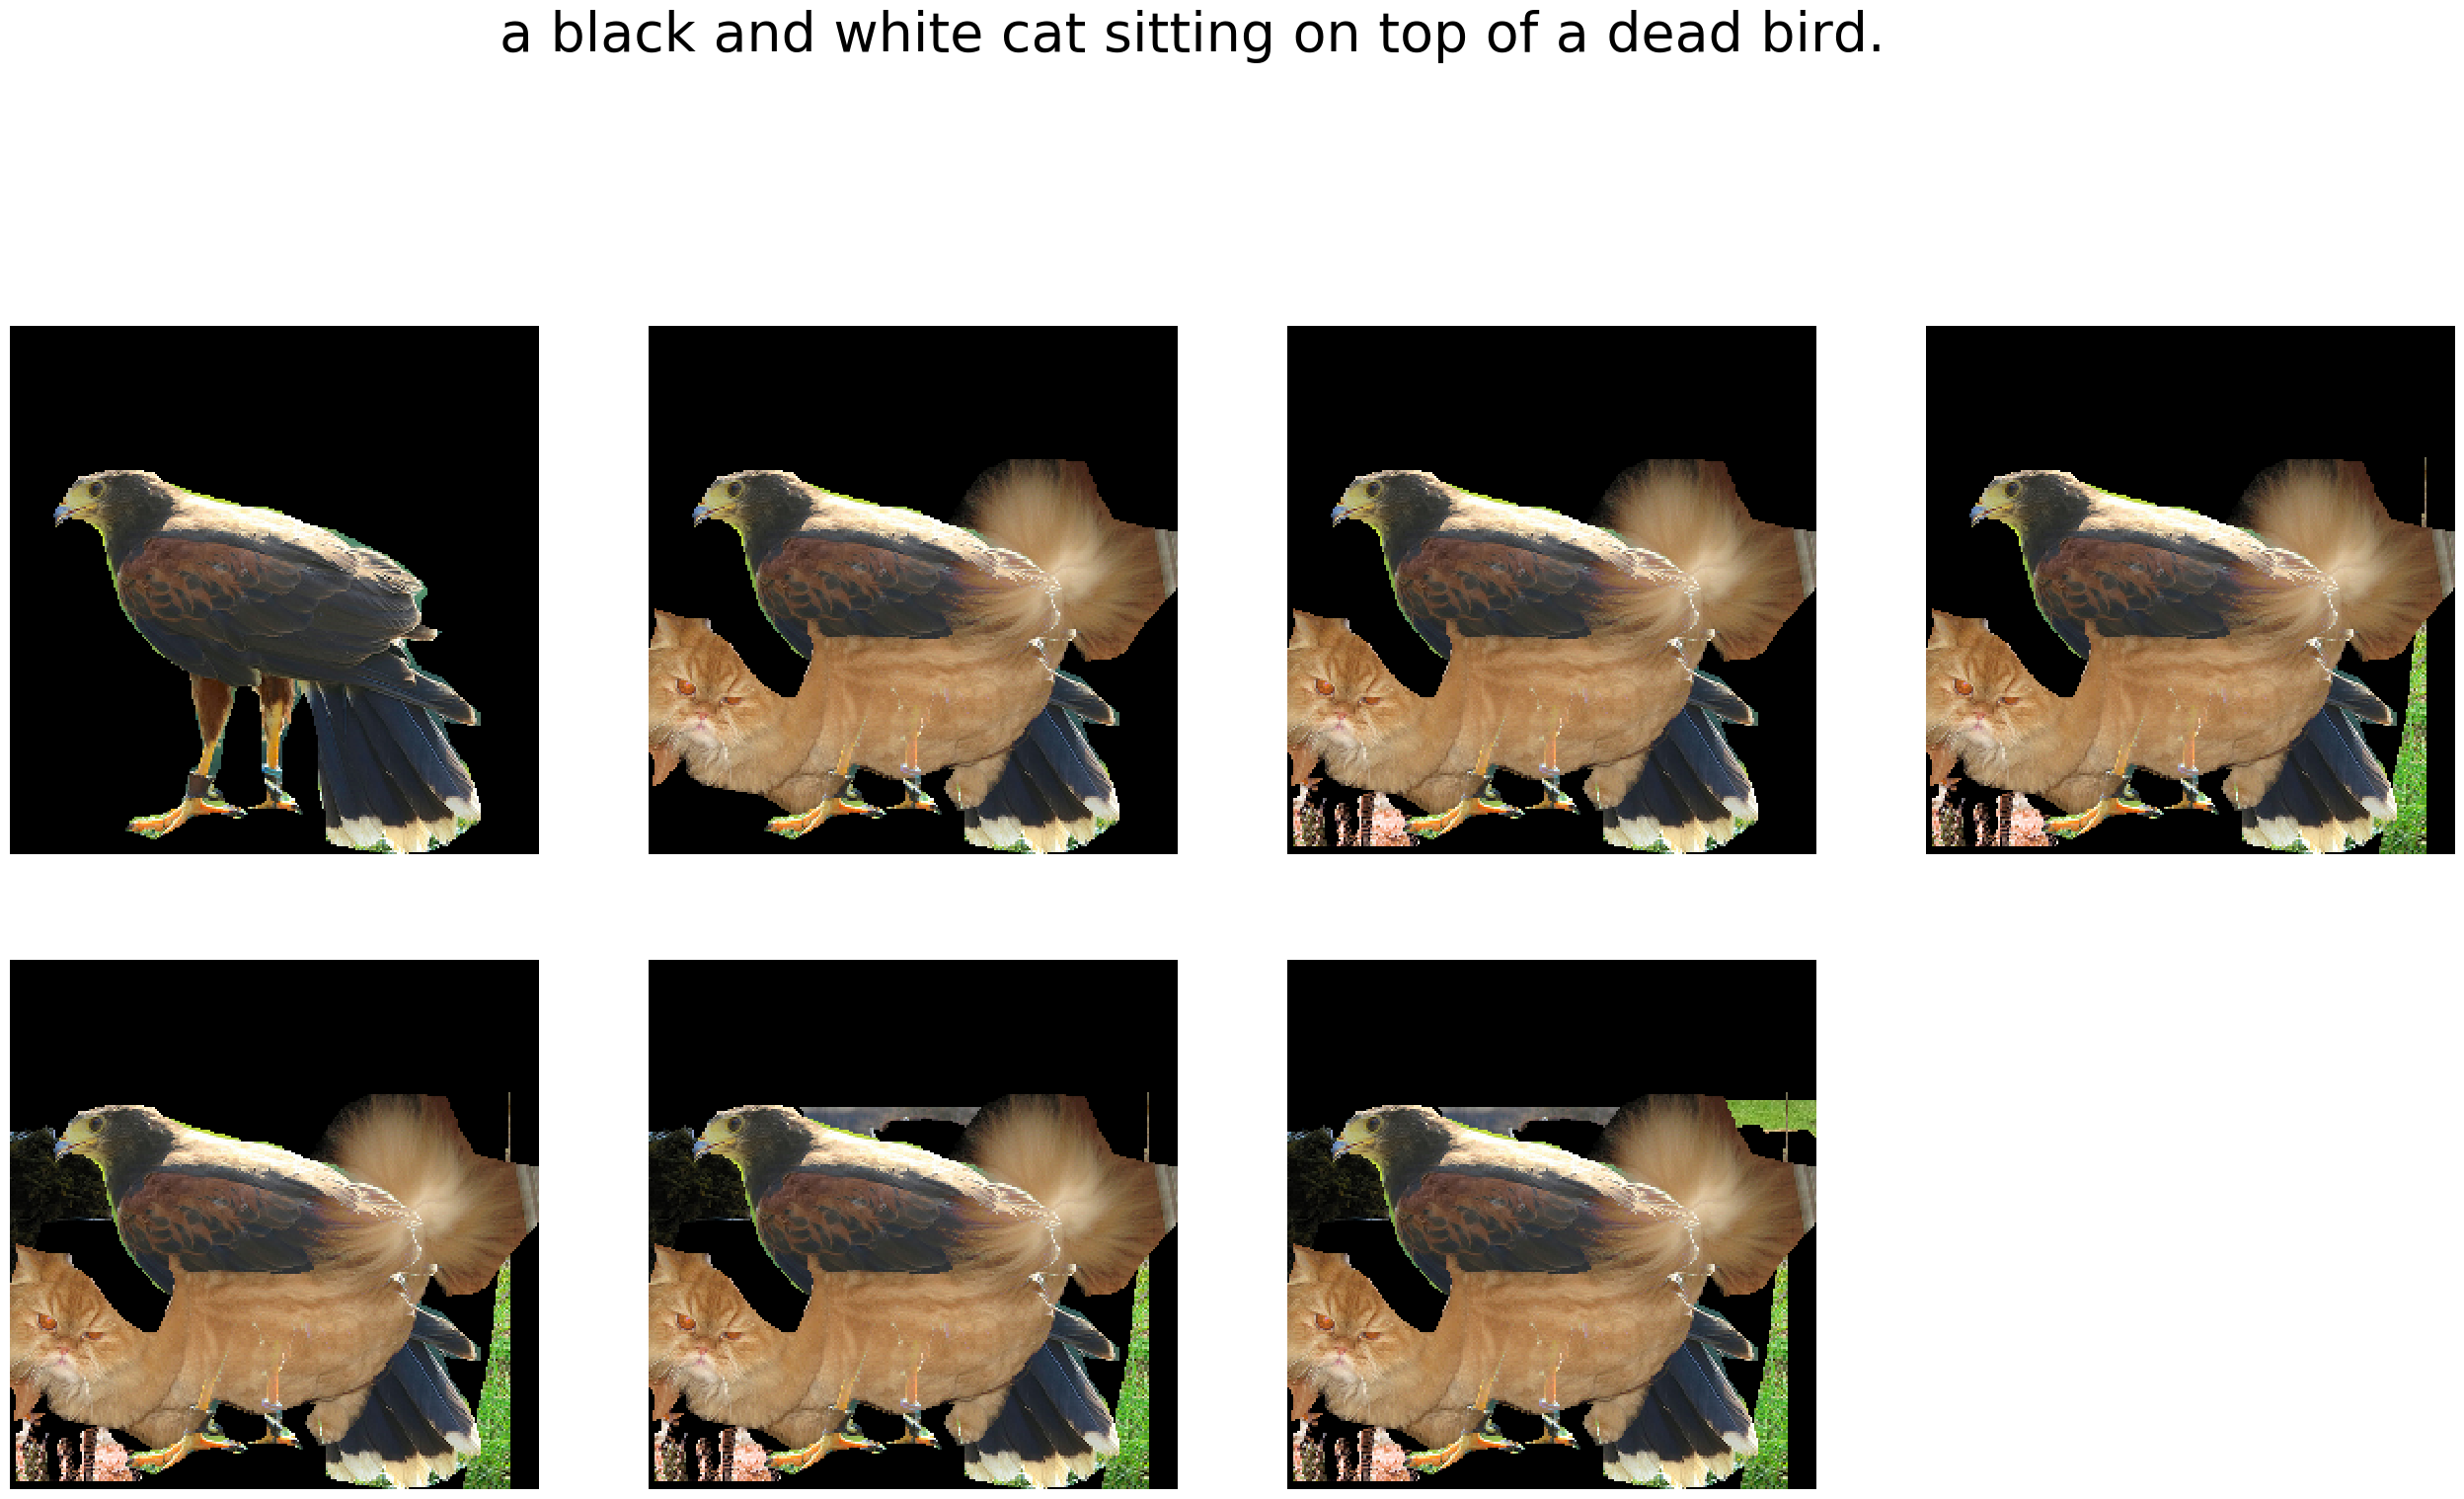 a black and white cat sitting on top of a dead bird.